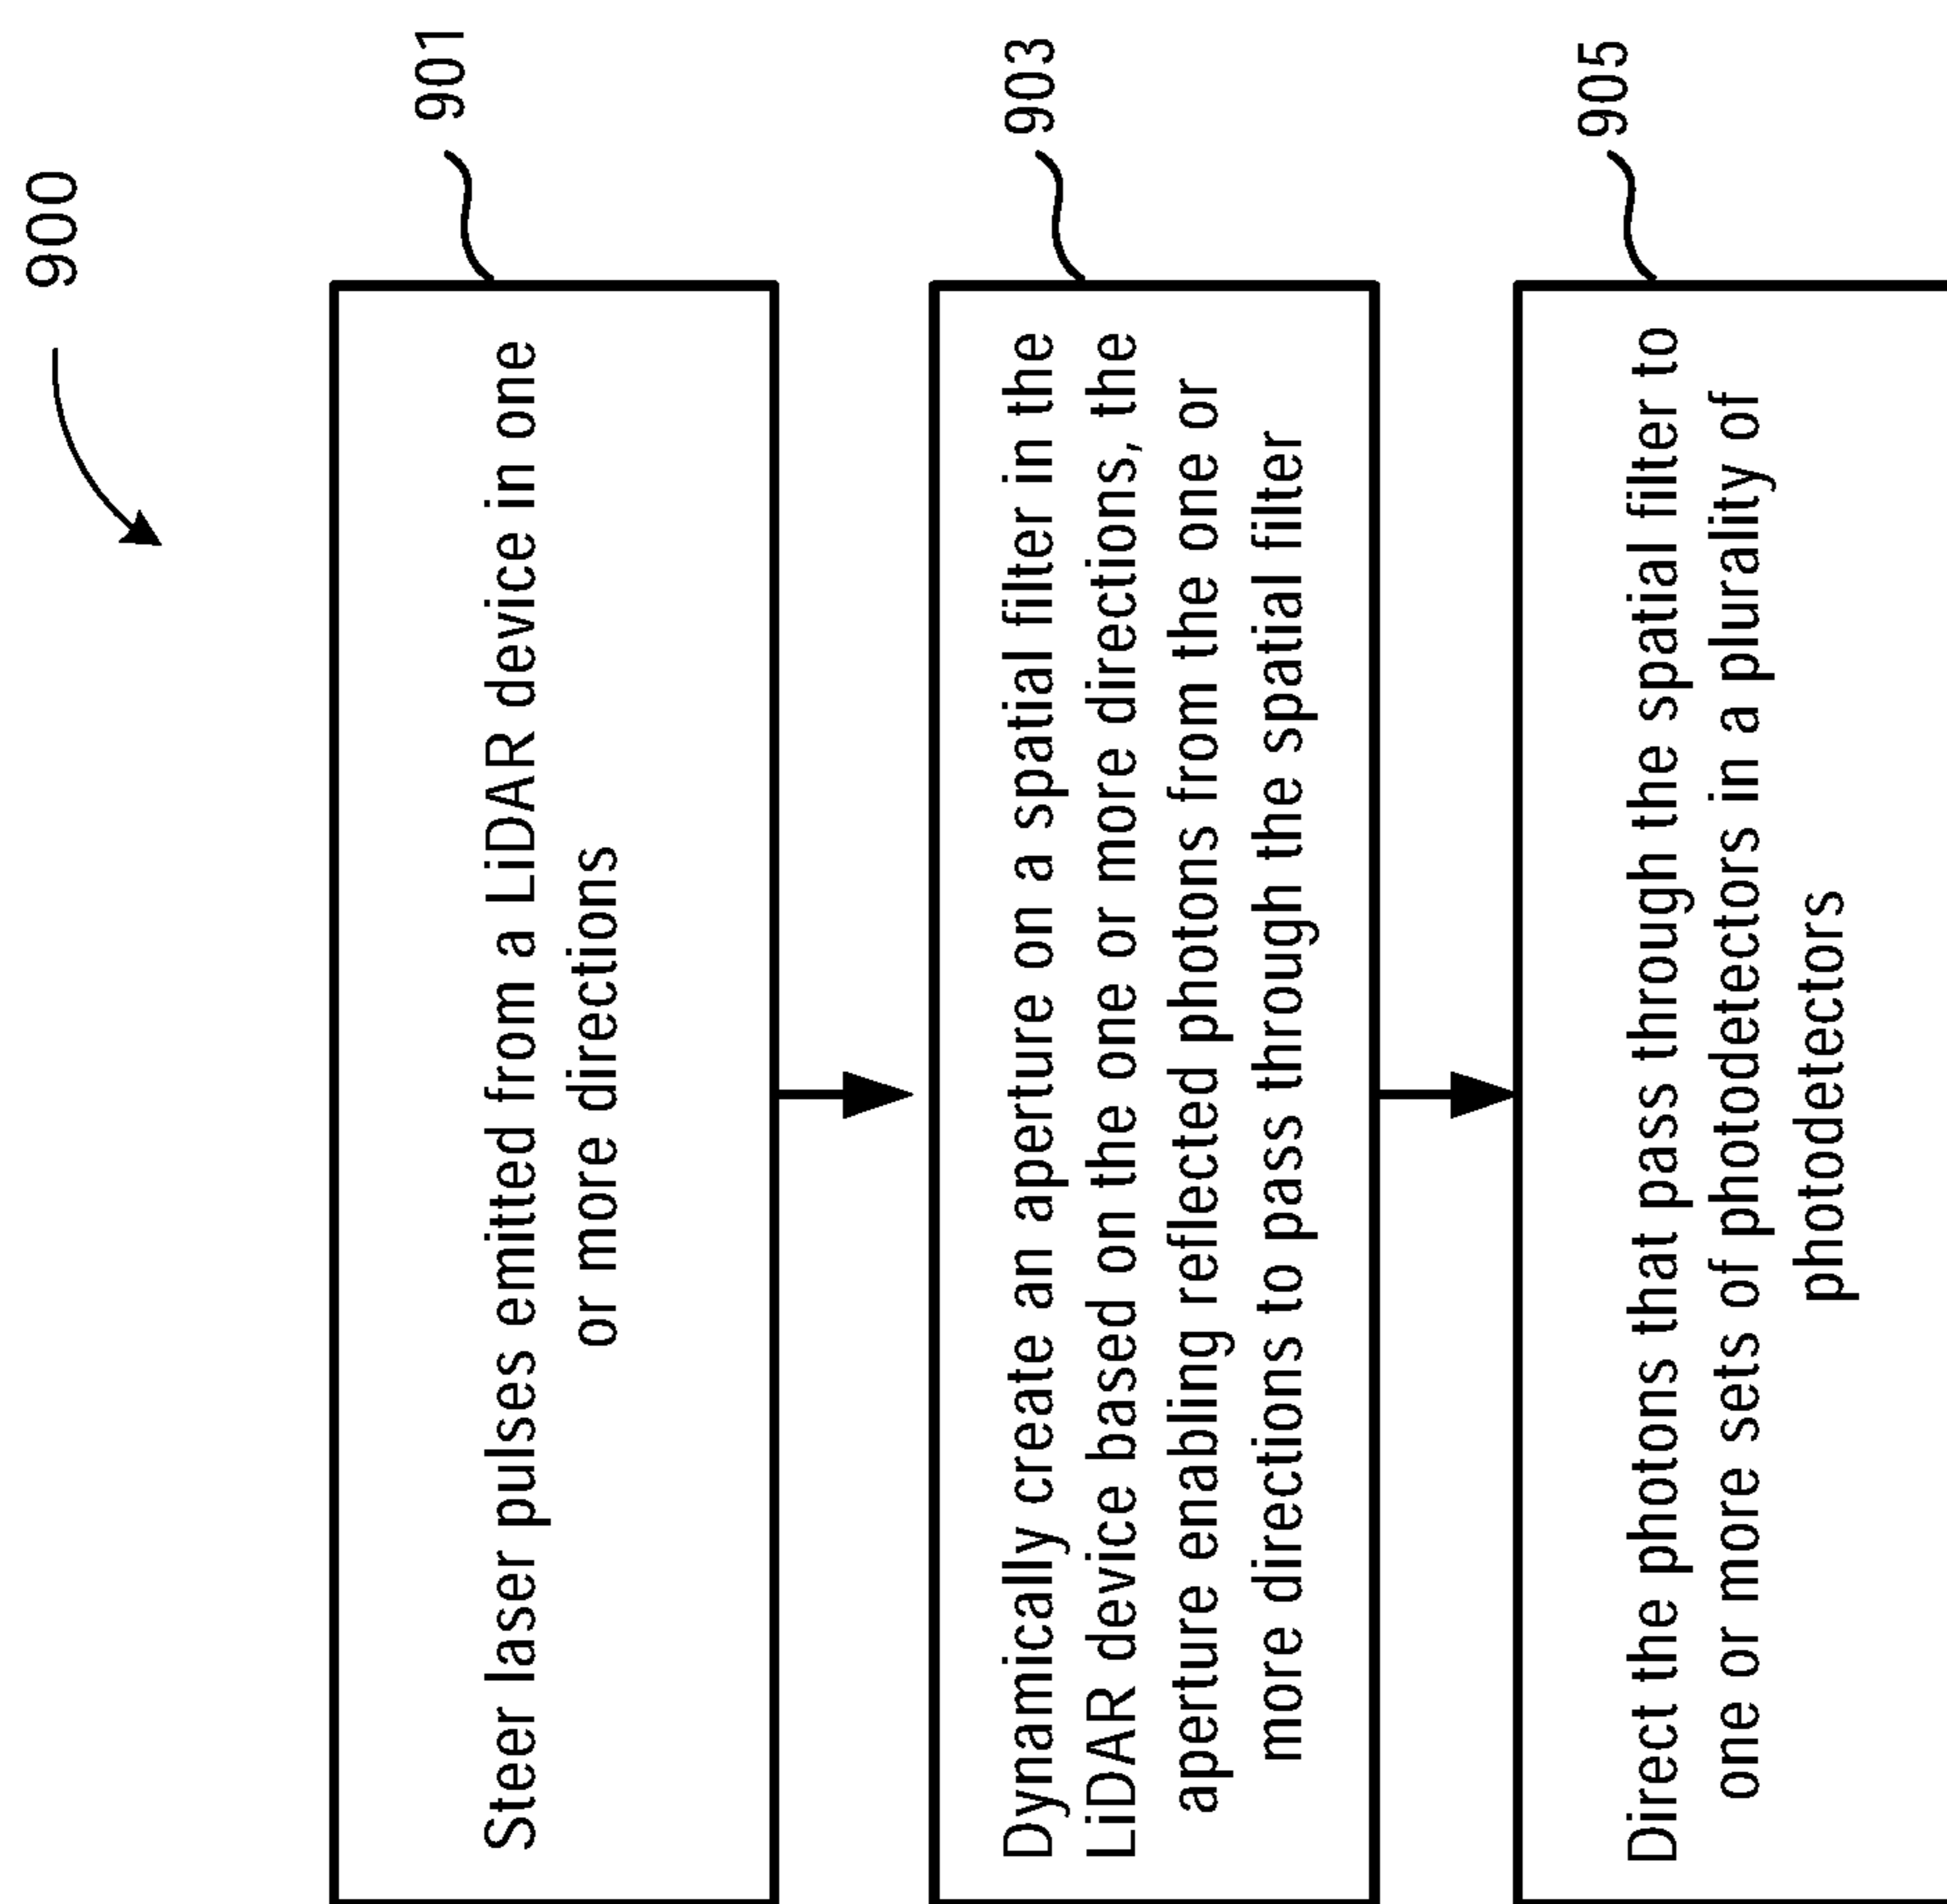 900
901
Steer laser pulses emitted from a LiDAR device in one
or more directions
903
Dynamically create an aperture on a spatial filter in the
LiDAR device based on the one or more directions, the
aperture enabling reflected photons from the one or
more directions to pass through the spatial filter
905
Direct the photons that pass through the spatial filter to
one or more sets of photodetectors in a plurality of
photodetectors